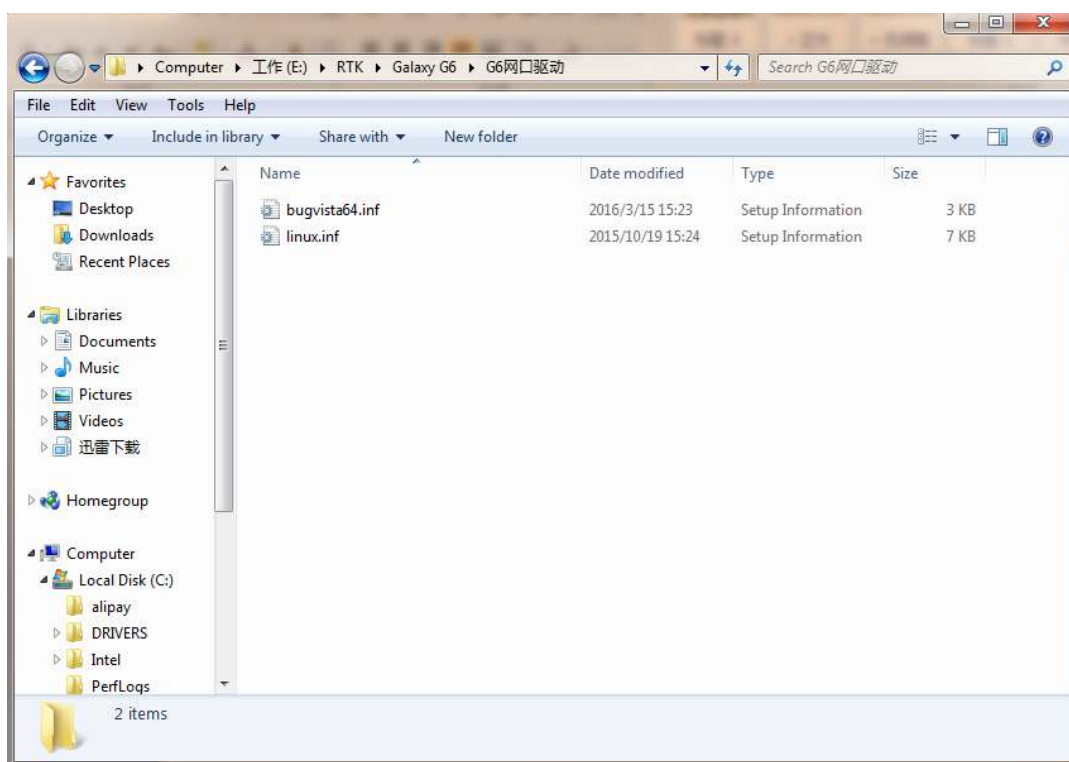 Computer 工作 (E:) RTK Galaxy G6 G6网口驱动 Search G6网口驱动
File Edit View Tools Help
Organize Include in library Share with New folder
Name Date modified Type Size
Favorites
bugvista64.inf 2016/3/15 15:23 Setup Information 3 KB
linux.inf 2015/10/19 15:24 Setup Information 7 KB
Desktop
Downloads
Recent Places
Libraries
Documents
Music
Pictures
Videos
迅雷下载
Homegroup
Computer
Local Disk (C:)
alipay
DRIVERS
Intel
PerfLogs
2 items